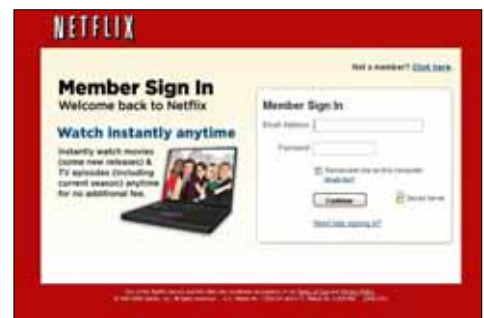 NETFLIX
Not a member? Click here.
Member Sign In
Welcome back to Netflix
Watch instantly anytime
Instantly watch movies
(some new releases) &
TV episodes (including
current season) anytime
for no additional fee.
Member Sign In
Email Address
Password
Remember me on this computer.
Continue
Secure Server
Need help signing in?